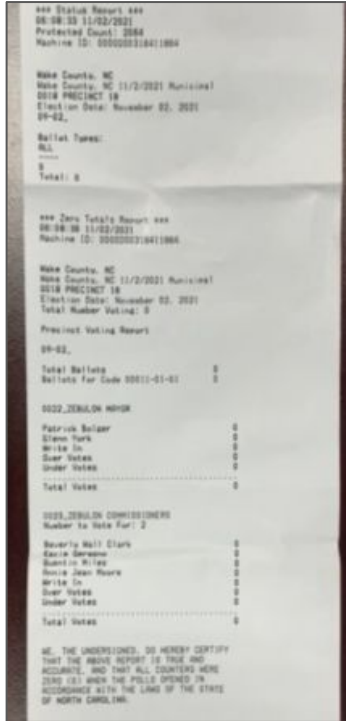 *** Status Report ***
06:08:33 11/02/2021
Protected Count: 2084
Machine ID:
Wake County, NC
Wake County, NC 11/2/2021 Municipal
PRECINCT
Election Date: November 02, 2021
09-02,
Ballot Types:
ALL
----
Total:
*** Zero Totals Report ***
06:08:36 11/02/2021
Machine ID:
Wake County, NC
Wake County, NC 11/2/2021 Municipal
PRECINCT
Election Date: November 02, 2021
Total Number Voting: 0
Precinct Voting Report
09-02,
Total Ballots 0
Ballots for Code 0
0022_ZEBULON MAYOR
Patrick 0
Glenn York 0
Write In 0
Over Votes 0
Under Votes 0
Total Votes 0
0023_ZEBULON COMMISSIONERS
Number to Vote For: 2
Beverly Wall Clark 0
0
Quentin Miles 0
Annie Jean Moore 0
Write In 0
Over Votes 0
Under Votes 0
Total Votes 0
WE, THE UNDERSIGNED, DO HEREBY CERTIFY
THAT THE ABOVE REPORT IS TRUE AND
ACCURATE, AND THAT ALL COUNTERS WERE
ZERO (0) WHEN THE POLLS OPENED IN
ACCORDANCE WITH THE LAWS OF THE STATE
OF NORTH CAROLINA.